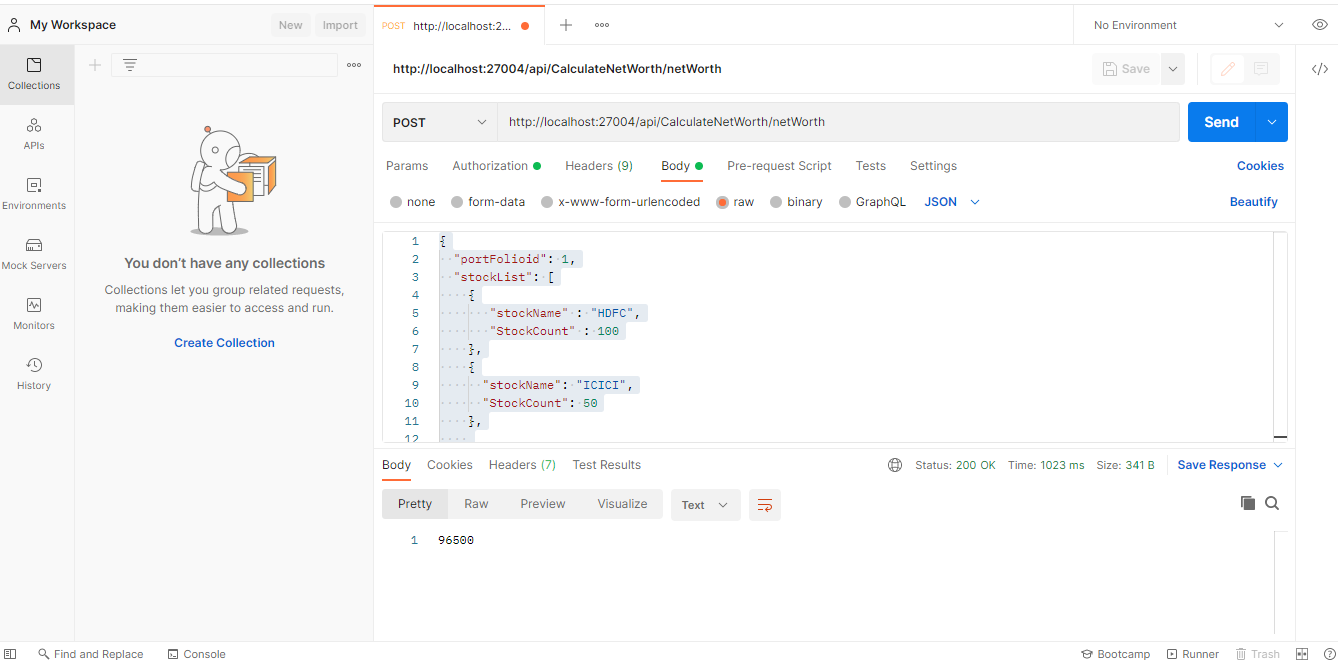 My Workspace
New
Import
POST http://localhost:2...
No Environment
Collections
APIs
Environments
Mock Servers
Monitors
History
You don’t have any collections
Collections let you group related requests,
making them easier to access and run.
Create Collection
http://localhost:27004/api/CalculateNetWorth/netWorth
Save
POST
http://localhost:27004/api/CalculateNetWorth/netWorth
Send
Params Authorization Headers (9) Body Pre-request Script Tests Settings Cookies
none form-data x-www-form-urlencoded raw binary GraphQL JSON Beautify
1 {
2 "portFolioid": 1,
3 "stockList": [
4 {
5 "stockName" : "HDFC",
6 "StockCount" : 100
7 },
8 {
9 "stockName": "ICICI",
10 "StockCount": 50
11 },
12
Body Cookies Headers (7) Test Results Status: 200 OK Time: 1023 ms Size: 341 B Save Response
Pretty Raw Preview Visualize Text
1 96500
Find and Replace Console Bootcamp Runner Trash